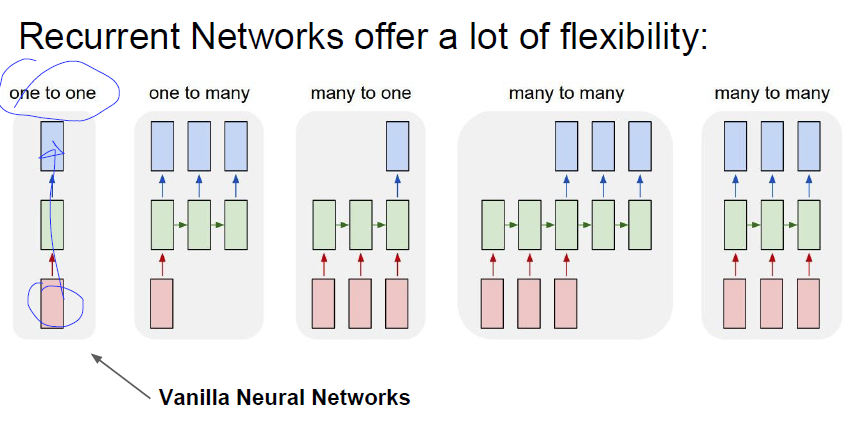 Recurrent Networks offer a lot of flexibility:
one to one one to many many to one many to many many to many
Vanilla Neural Networks